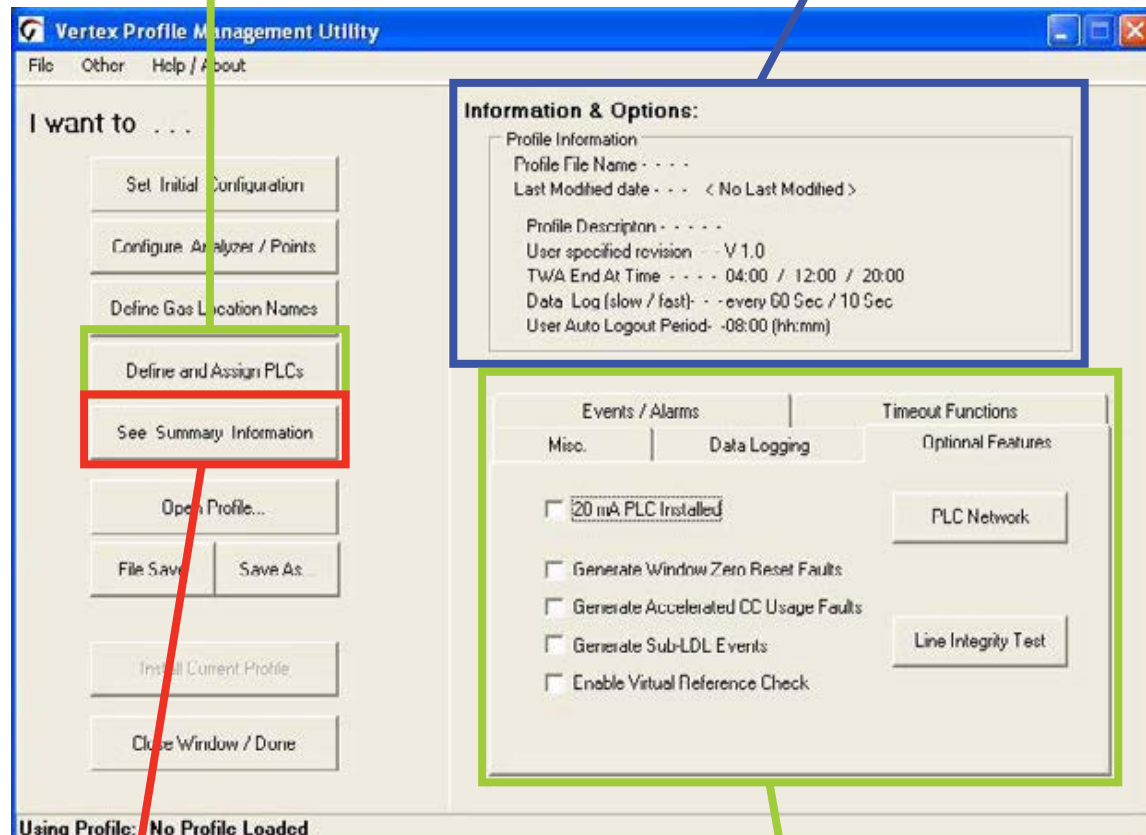 Vertex Profile Management Utility
File Other Help / About
I want to . . .
Set Initial Configuration
Configure Analyzer / Points
Define Gas Location Names
Define and Assign PLCs
See Summary Information
Open Profile...
File Save
Save As...
Install Current Profile
Close Window / Done
Information & Options:
Profile Information
Profile File Name - - - -
Last Modified date - - - < No Last Modified >
Profile Descripton - - - - -
User specified revision - - V 1.0
TWA End At Time - - - - 04:00 / 12:00 / 20:00
Data Log (slow / fast)- - - every 60 Sec / 10 Sec
User Auto Logout Period- -08:00 (hh:mm)
Events / Alarms
Timeout Functions
Misc.
Data Logging
Optional Features
20 mA PLC Installed
PLC Network
Generate Window Zero Reset Faults
Generate Accelerated CC Usage Faults
Generate Sub-LDL Events
Line Integrity Test
Enable Virtual Reference Check
Using Profile: No Profile Loaded